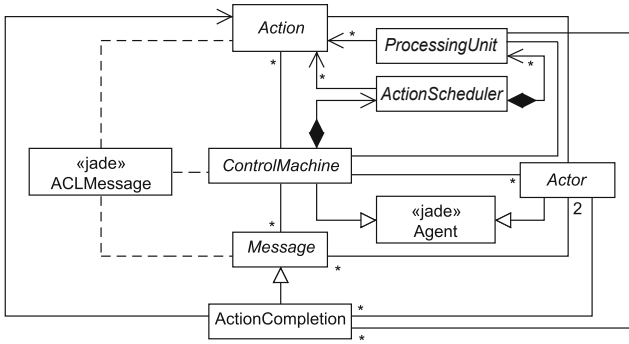 Action
*
ProcessingUnit
*
*
*
ActionScheduler
«jade»
ACLMessage
ControlMachine
*
Actor
2
«jade»
Agent
*
Message
*
ActionCompletion
*
*